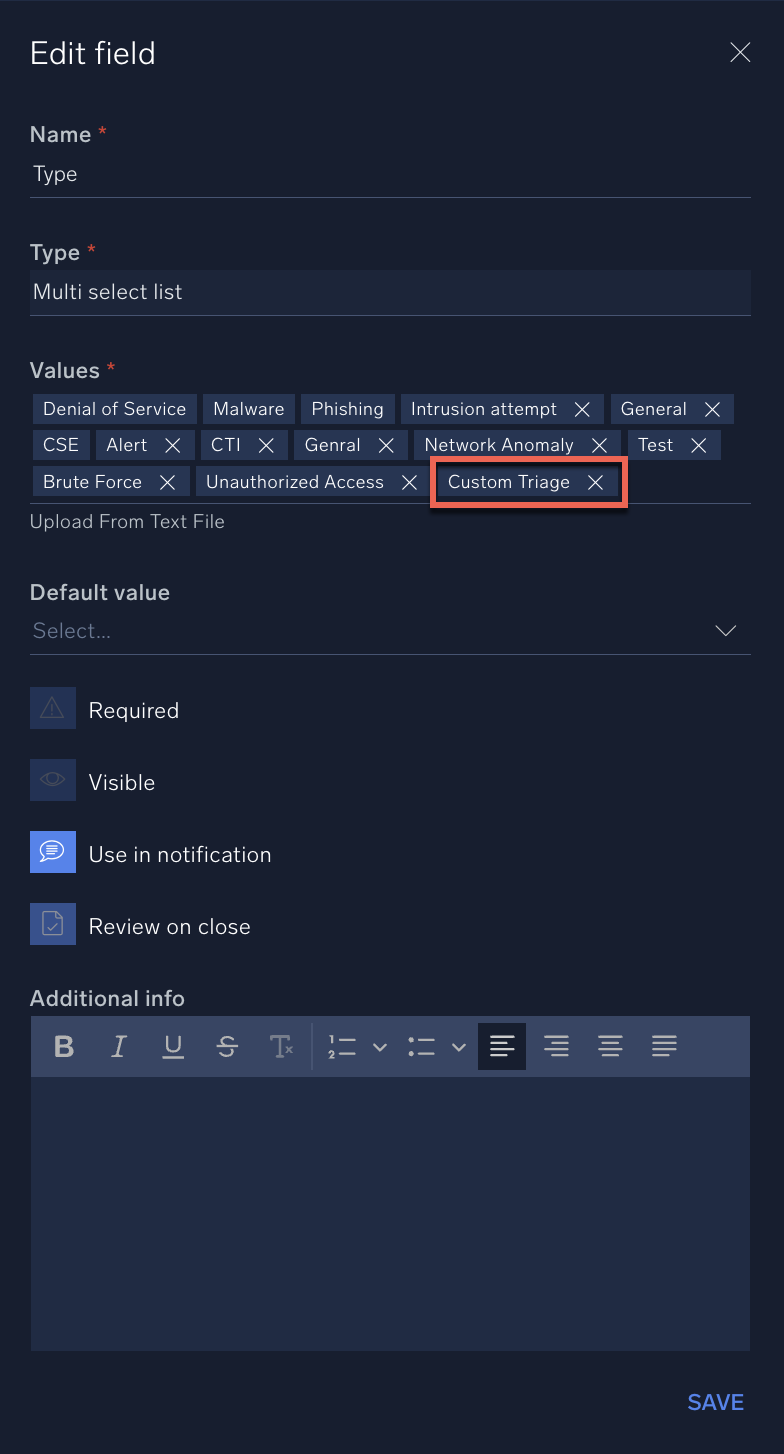 Edit field
Name *
Type
Type *
Multi select list
Values *
Denial of Service Malware Phishing Intrusion attempt General
CSE Alert CTI Genral Network Anomaly Test
Brute Force Unauthorized Access Custom Triage
Upload From Text File
Default value
Select...
Required
Visible
Use in notification
Review on close
Additional info
B I U S Tx
SAVE